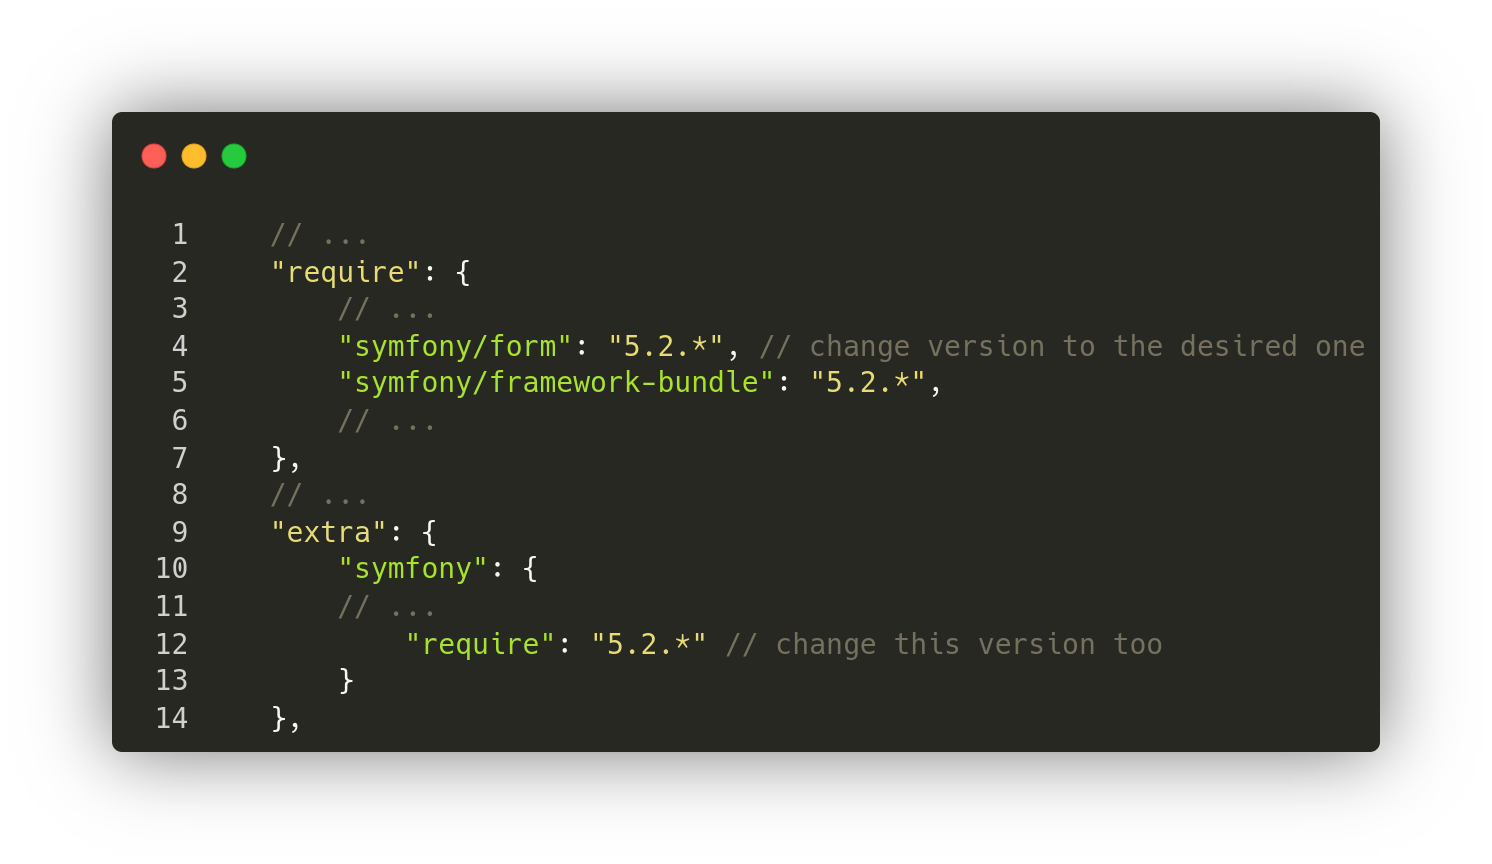 1 // ...
2 "require": {
3 // ...
4 "symfony/form": "5.2.*", // change version to the desired one
5 "symfony/framework-bundle": "5.2.*",
6 // ...
7 },
8 // ...
9 "extra": {
10 "symfony": {
11 // ...
12 "require": "5.2.*" // change this version too
13 }
14 },